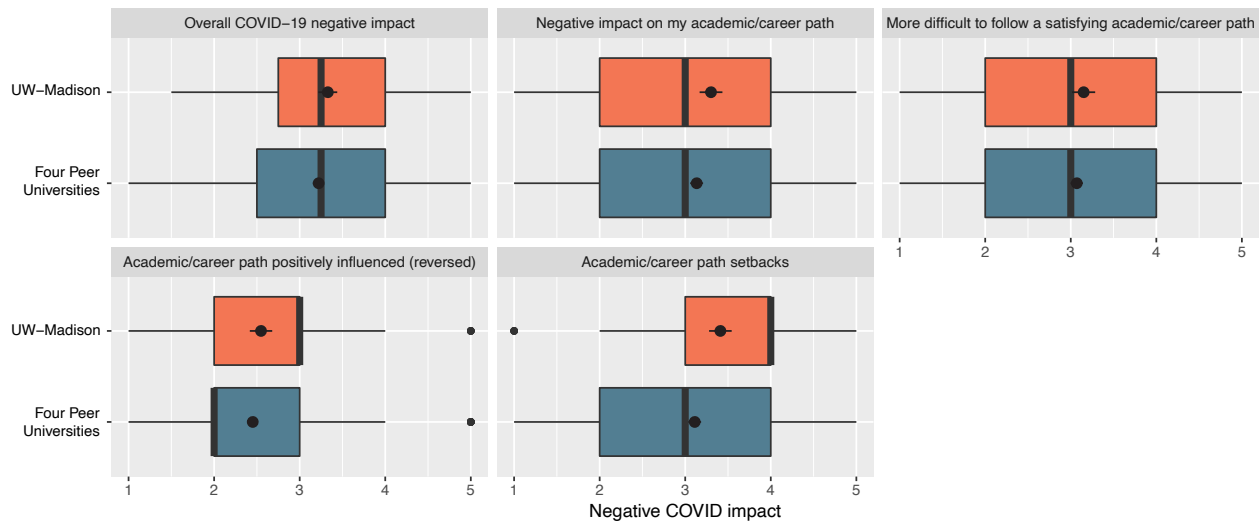 Overall COVID−19 negative impact
Negative impact on my academic/career path
More difficult to follow a satisfying academic/career path
UW−Madison
Four Peer
Universities
1 2 3 4 5
Academic/career path positively influenced (reversed)
Academic/career path setbacks
UW−Madison
Four Peer
Universities
1 2 3 4 5
1 2 3 4 5
Negative COVID impact